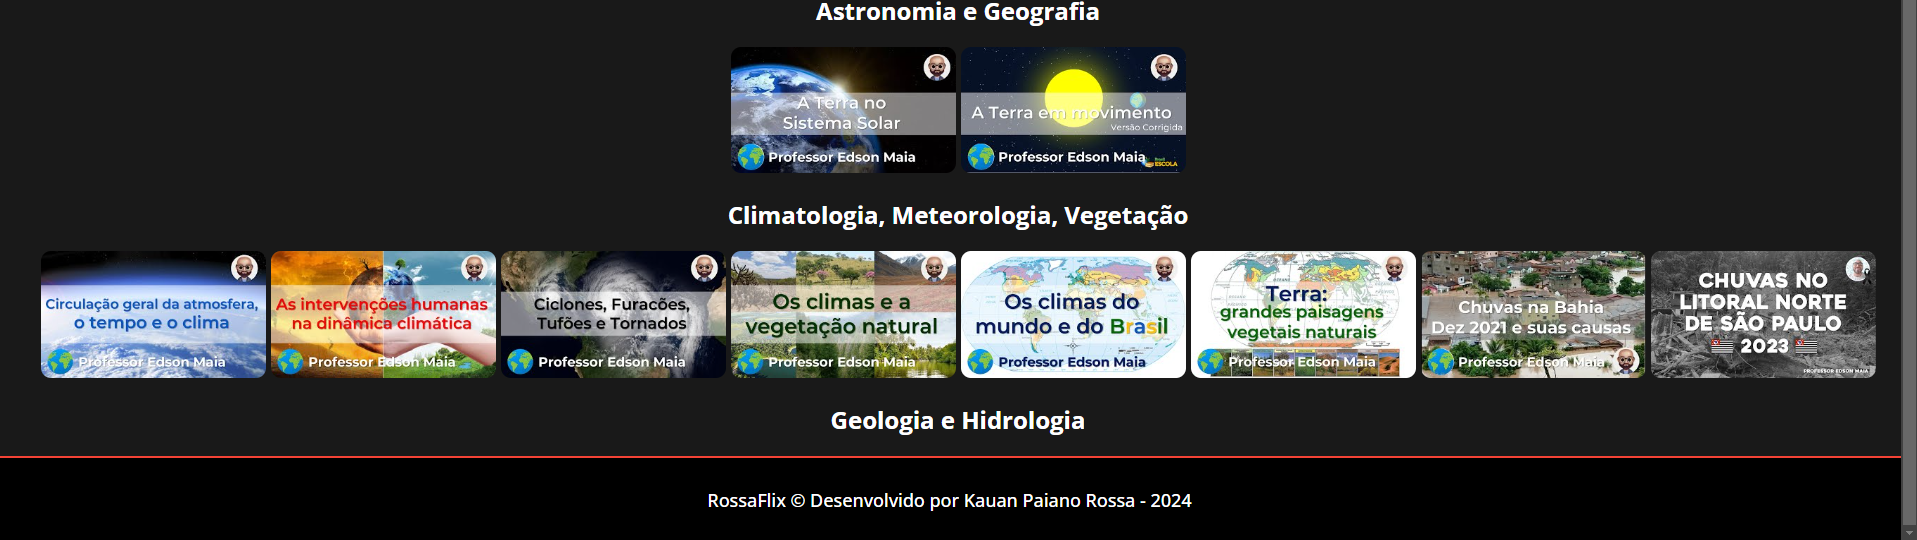 Astronomia e Geografia
A Terra no
Sistema Solar
Professor Edson Maia
A Terra em movimento
Versão Corrigida
Professor Edson Maia
Brasil
ESCOLA
Climatologia, Meteorologia, Vegetação
Circulação geral da atmosfera,
o tempo e o clima
Professor Edson Maia
As intervenções humanas
na dinâmica climática
Professor Edson Maia
Ciclones, Furacões,
Tufões e Tornados
Professor Edson Maia
Os climas e a
vegetação natural
Professor Edson Maia
Os climas do
mundo e do Brasil
Professor Edson Maia
Terra:
grandes paisagens
vegetais naturais
Professor Edson Maia
Chuvas na Bahia
Dez 2021 e suas causas
Professor Edson Maia
CHUVAS NO
LITORAL NORTE
DE SÃO PAULO
2023
PROFESSOR EDSON MAIA
Geologia e Hidrologia
RossaFlix © Desenvolvido por Kauan Paiano Rossa - 2024